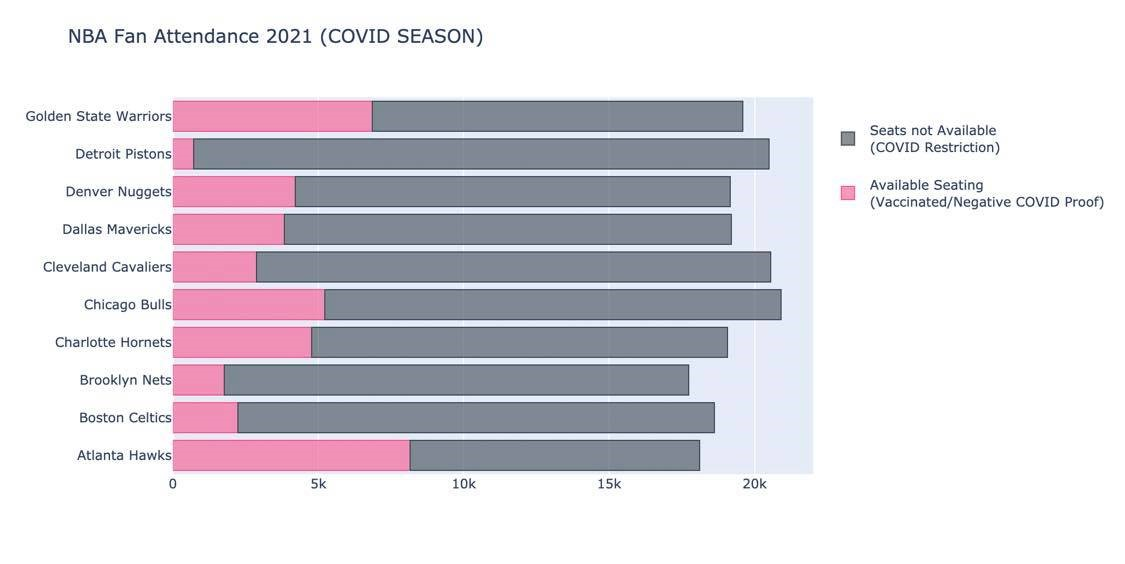 NBA Fan Attendance 2021 (COVID SEASON)
Golden State Warriors
Detroit Pistons
Denver Nuggets
Dallas Mavericks
Cleveland Cavaliers
Chicago Bulls
Charlotte Hornets
Brooklyn Nets
Boston Celtics
Atlanta Hawks
0 5k 10k 15k 20k
Seats not Available
(COVID Restriction)
Available Seating
(Vaccinated/Negative COVID Proof)